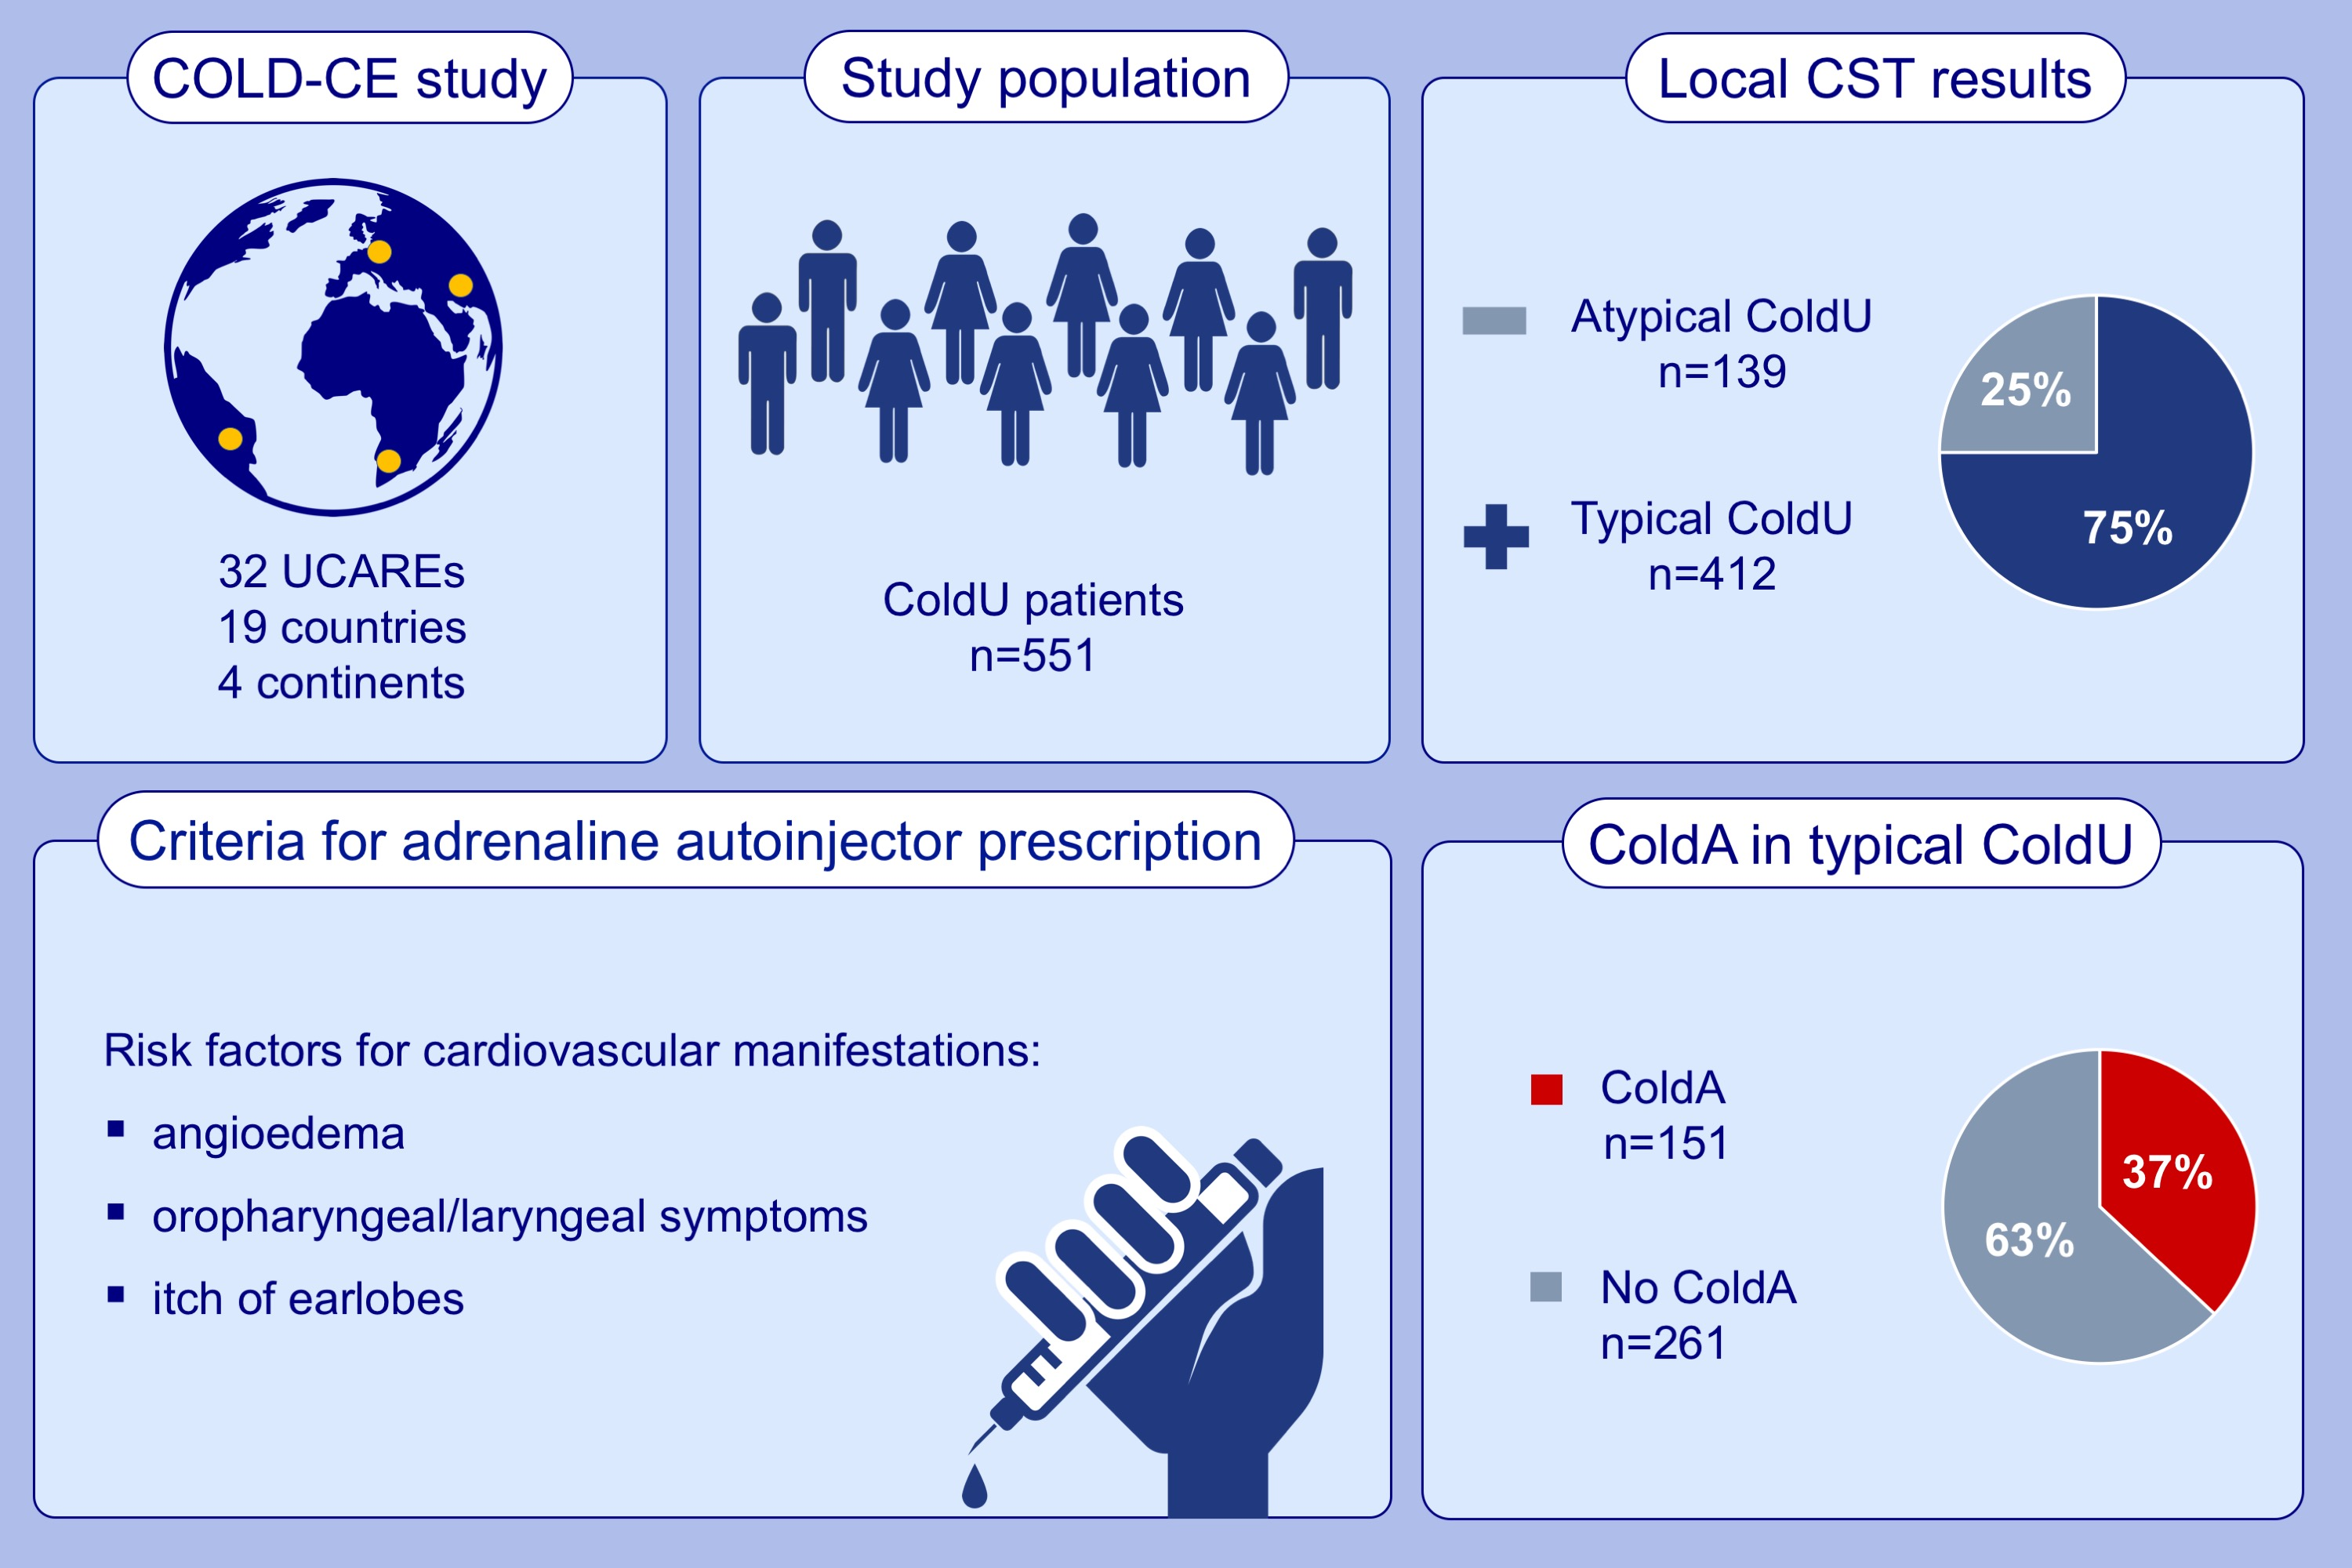 COLD-CE study
32 UCAREs
19 countries
4 continents
Study population
ColdU patients
n=551
Local CST results
Atypical ColdU
n=139
Typical ColdU
n=412
25%
75%
Criteria for adrenaline autoinjector prescription
Risk factors for cardiovascular manifestations:
▪ angioedema
▪ oropharyngeal/laryngeal symptoms
▪ itch of earlobes
ColdA in typical ColdU
ColdA
n=151
No ColdA
n=261
37%
63%